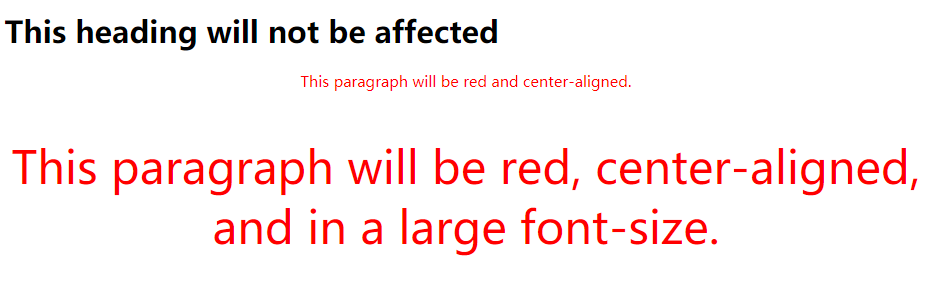 This heading will not be affected
This paragraph will be red and center-aligned.
This paragraph will be red, center-aligned,
and in a large font-size.